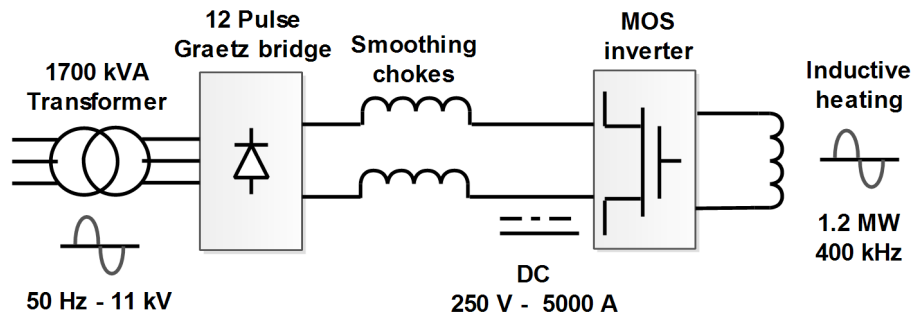 12 Pulse
Graetz bridge
1700 kVA
Transformer
Smoothing
chokes
MOS
inverter
Inductive
heating
50 Hz - 11 kV
DC
250 V -  5000 A
1.2 MW
400 kHz